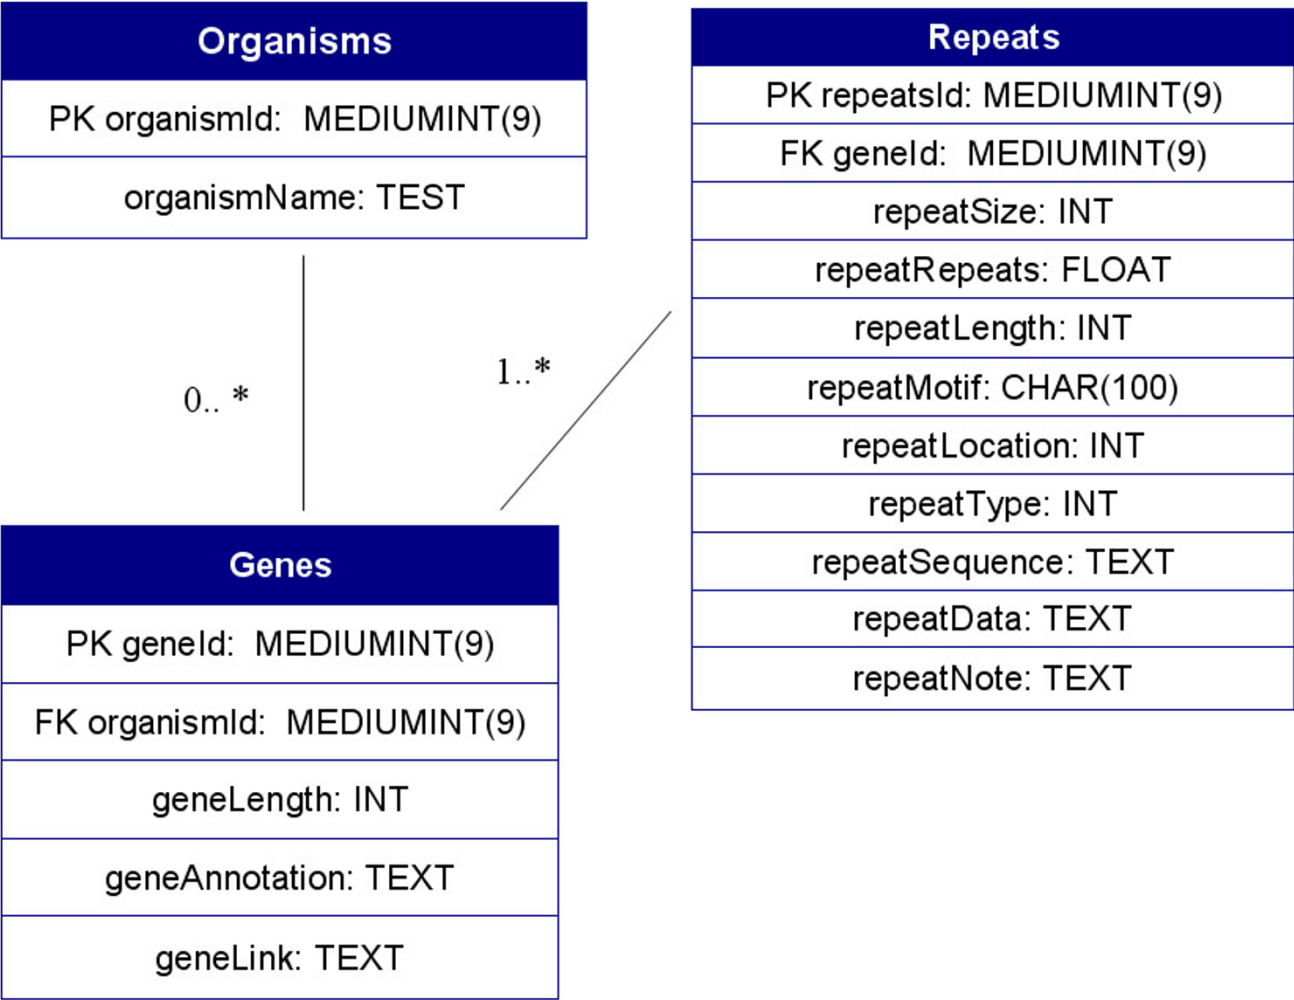 Organisms
PK organismId: MEDIUMINT(9)
organismName: TEST
Repeats
PK repeatsId: MEDIUMINT(9)
FK geneId: MEDIUMINT(9)
repeatSize: INT
repeatRepeats: FLOAT
repeatLength: INT
repeatMotif: CHAR(100)
repeatLocation: INT
repeatType: INT
repeatSequence: TEXT
repeatData: TEXT
repeatNote: TEXT
0.. *
1..*
Genes
PK geneId: MEDIUMINT(9)
FK organismId: MEDIUMINT(9)
geneLength: INT
geneAnnotation: TEXT
geneLink: TEXT